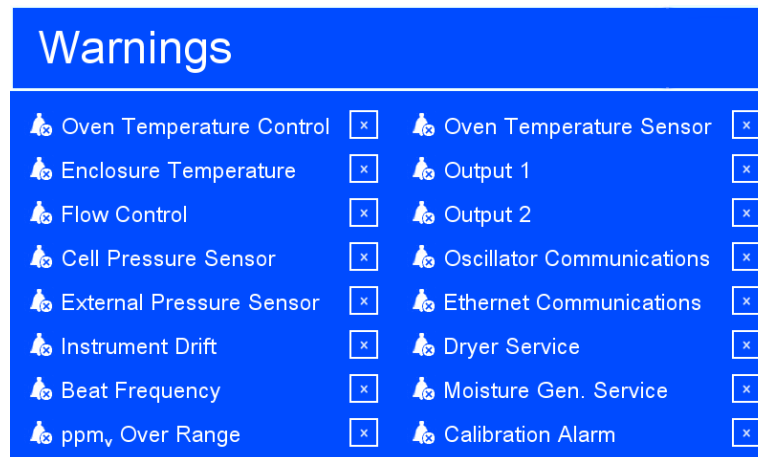 Warnings
Oven Temperature Control × Oven Temperature Sensor ×
Enclosure Temperature × Output 1 ×
Flow Control × Output 2 ×
Cell Pressure Sensor × Oscillator Communications ×
External Pressure Sensor × Ethernet Communications ×
Instrument Drift × Dryer Service ×
Beat Frequency × Moisture Gen. Service ×
ppmᵥ Over Range × Calibration Alarm ×